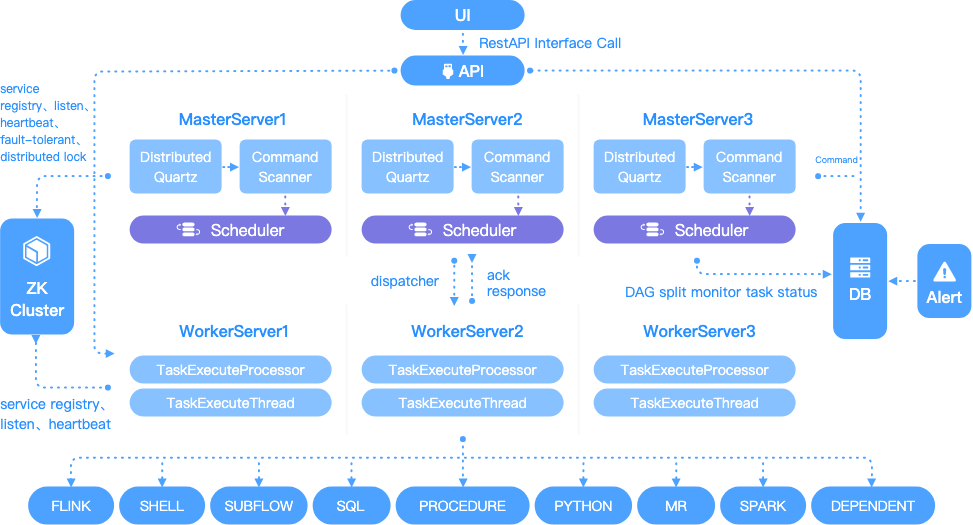 UI
RestAPI Interface Call
API
service
registry、listen、
heartbeat、
fault-tolerant、
distributed lock
MasterServer1
MasterServer2
MasterServer3
Distributed
Quartz
Command
Scanner
Distributed
Quartz
Command
Scanner
Distributed
Quartz
Command
Scanner
Command
Scheduler
Scheduler
Scheduler
ZK
Cluster
dispatcher
ack
response
DAG split monitor task status
DB
Alert
WorkerServer1
WorkerServer2
WorkerServer3
TaskExecuteProcessor
TaskExecuteProcessor
TaskExecuteProcessor
TaskExecuteThread
TaskExecuteThread
TaskExecuteThread
service registry、
listen、heartbeat
FLINK
SHELL
SUBFLOW
SQL
PROCEDURE
PYTHON
MR
SPARK
DEPENDENT